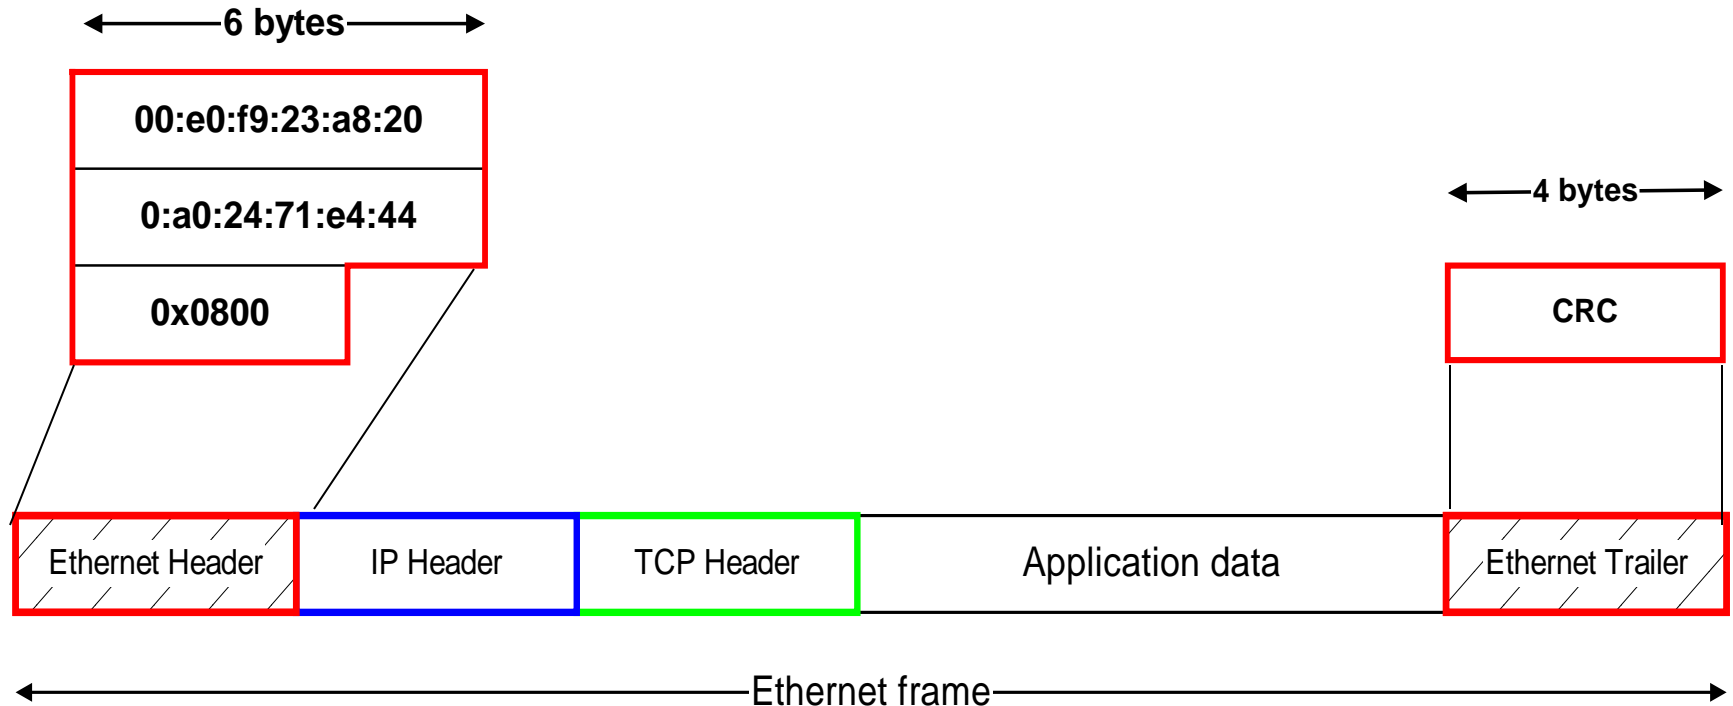 6 bytes
00:e0:f9:23:a8:20
0:a0:24:71:e4:44
0x0800
4 bytes
CRC
Ethernet Header
IP Header
TCP Header
Application data
Ethernet Trailer
Ethernet frame